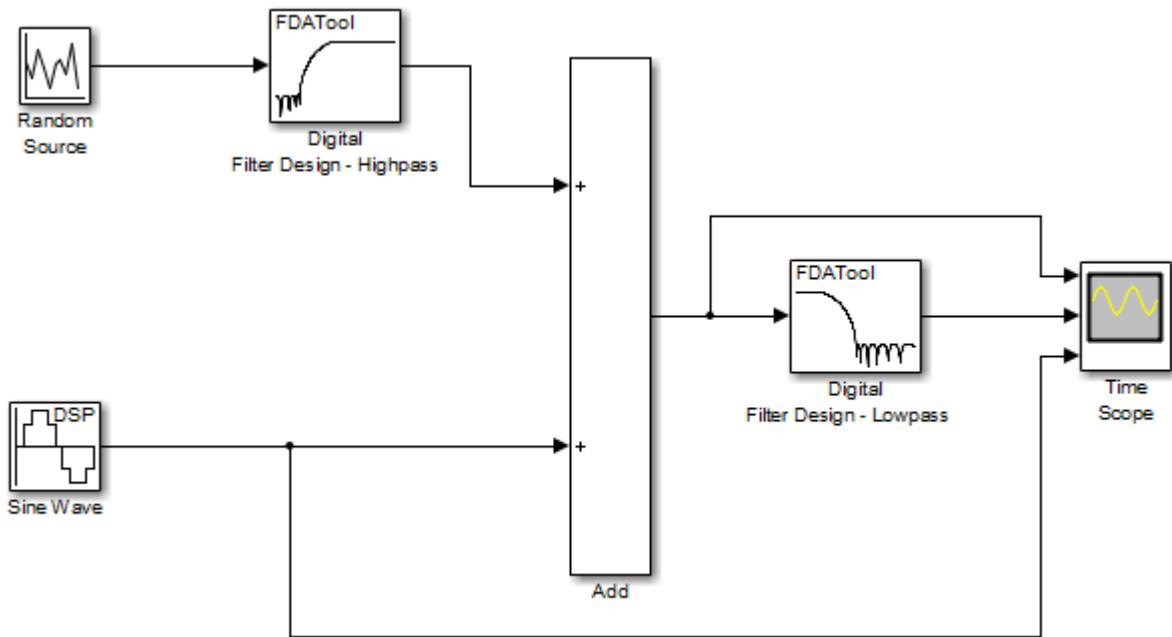 FDATool
Random
Source
Digital
Filter Design - Highpass
+
FDATool
Digital
Filter Design - Lowpass
Time
Scope
DSP
Sine Wave
+
Add